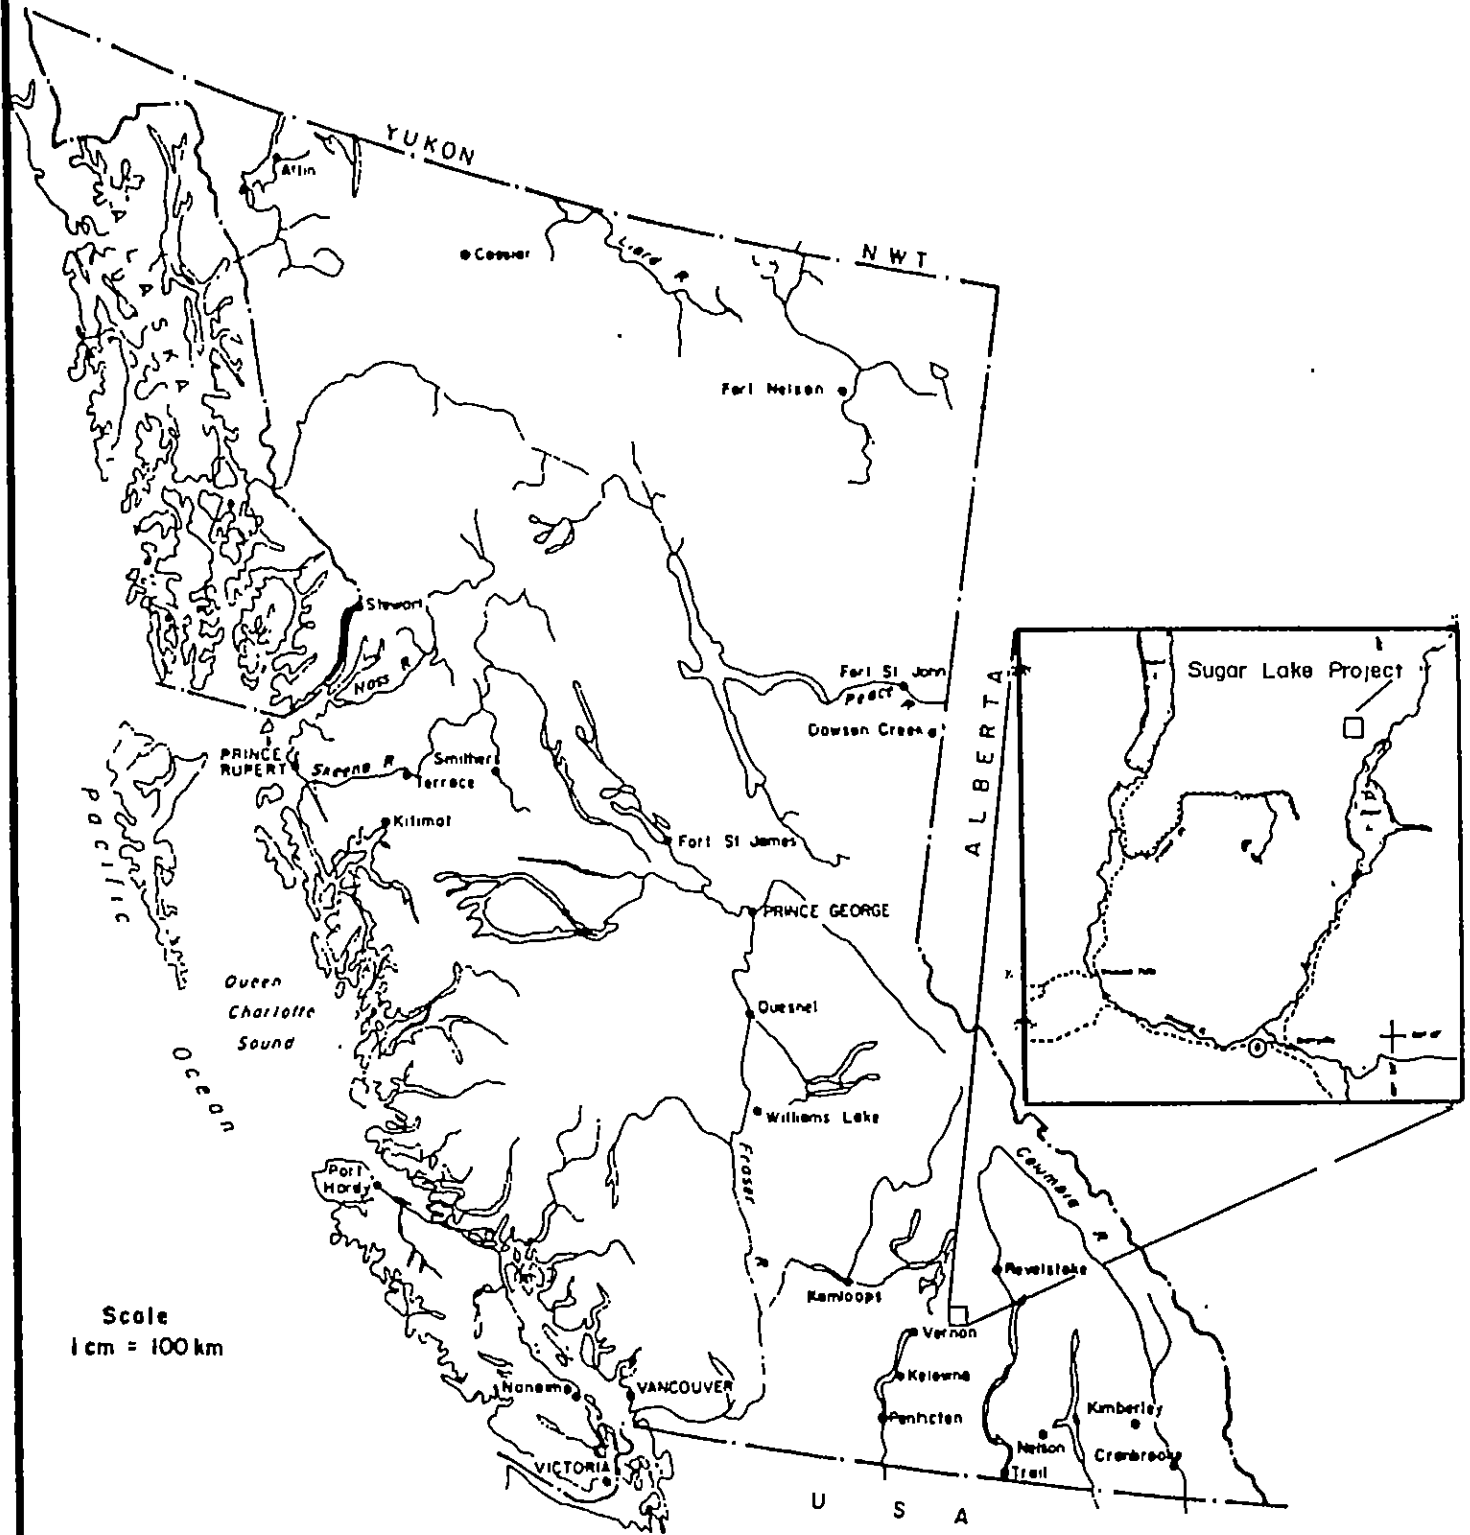 YUKON
NWT
Atlin
Cassiar
Liard R
ALASKA
Fort Nelson
Stewart
Nass R
Fort St John
Peace R
Dawson Creek
ALBERTA
Sugar Lake Project
PRINCE
RUPERT
Skeena R
Terrace
Smithers
Kitimat
Fort St James
PRINCE GEORGE
Pacific
Ocean
Queen
Charlotte
Sound
Quesnel
Williams Lake
Fraser R
Port
Hardy
Revelstoke
Kamloops
Vernon
Kelowna
Penticton
Scale
1 cm = 100 km
Nanaimo
VANCOUVER
VICTORIA
Kimberley
Nelson
Cranbrook
Trail
USA